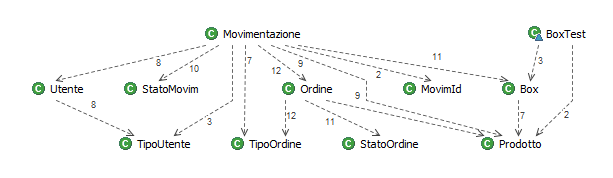 Movimentazione
BoxTest
8
10
7
12
9
2
11
3
Utente
StatoMovim
Ordine
MovimId
Box
8
3
12
11
9
7
2
TipoUtente
TipoOrdine
StatoOrdine
Prodotto